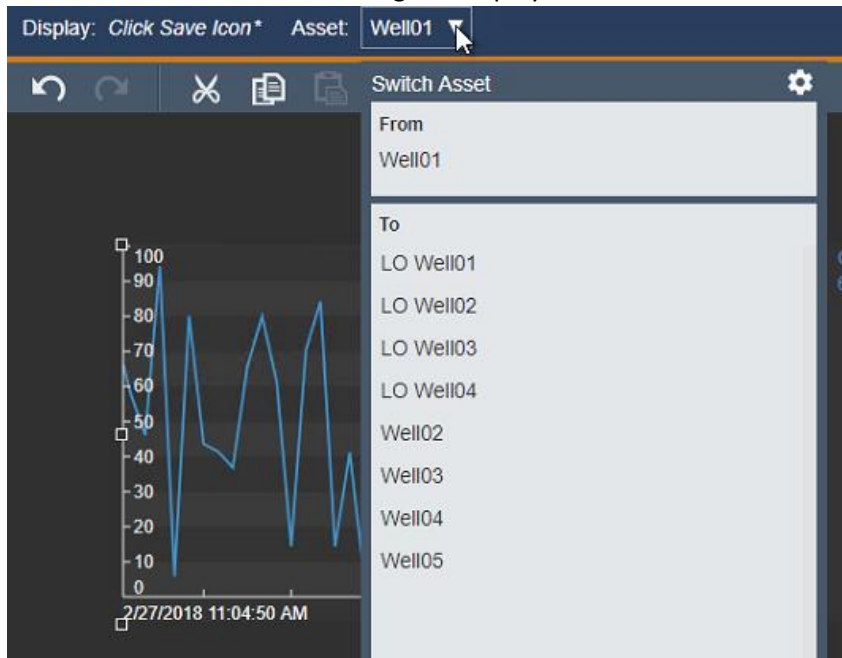 Display: Click Save Icon* Asset: Well01
Switch Asset
From
Well01
To
LO Well01
LO Well02
LO Well03
LO Well04
Well02
Well03
Well04
Well05
100
90
80
70
60
50
40
30
20
10
0
2/27/2018 11:04:50 AM